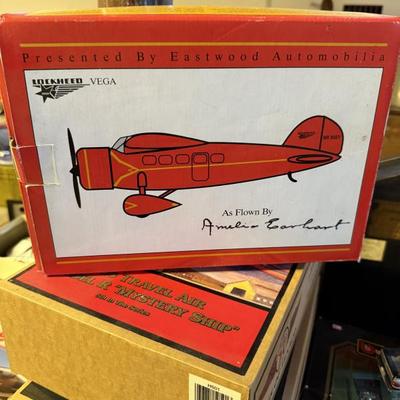 Presented By Eastwood Automobilia
LOCKHEED VEGA
As Flown By
Amelia Earhart
TRAVEL AIR
"MYSTERY SHIP"